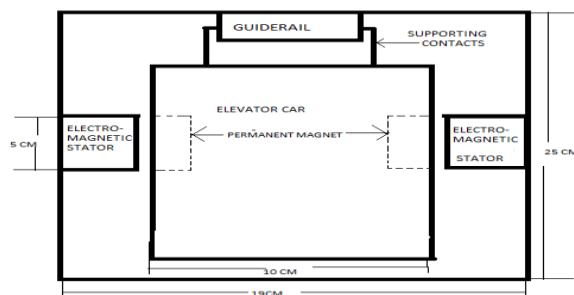 GUIDERAIL
SUPPORTING
CONTACTS
ELEVATOR CAR
ELECTRO-
MAGNETIC
STATOR
PERMANENT MAGNET
ELECTRO-
MAGNETIC
STATOR
5 CM
25 CM
10 CM
19CM